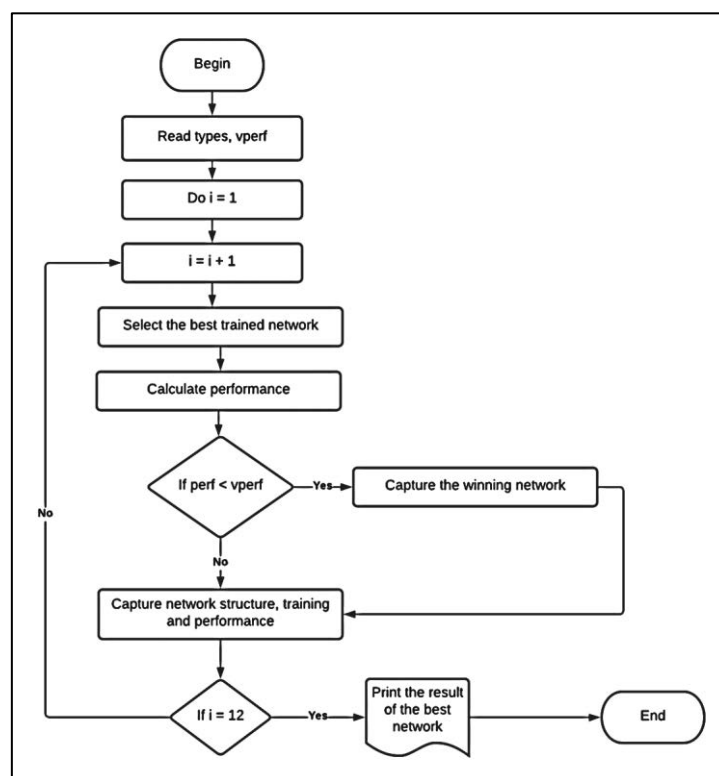 Begin
Read types, vperf
Do i = 1
i = i + 1
Select the best trained network
Calculate performance
If perf < vperf
Yes
Capture the winning network
No
No
Capture network structure, training
and performance
If i = 12
Yes
Print the result
of the best
network
End